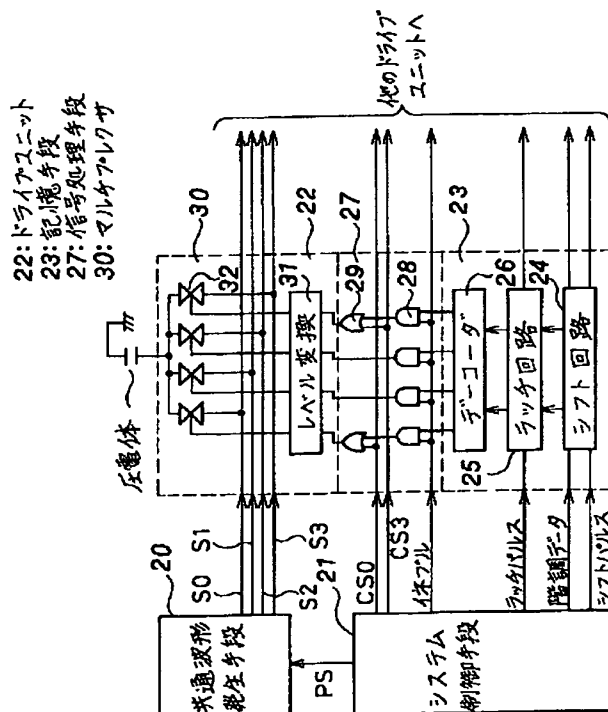 22:ドライブユニット
23:記憶手段
27:信号処理手段
30:マルチプレクサ
圧電体
30
32
22
31
レベル変換
27
29
28
23
26
デーコーダ
ラッチ回路
25
24
シフト回路
他のドライブ
ユニットへ
20
共通波形
発生手段
S0
S1
S2
S3
PS
21
システム
制御手段
CS0
CS3
イネーブル
ラッチパルス
階調データ
シフトパルス